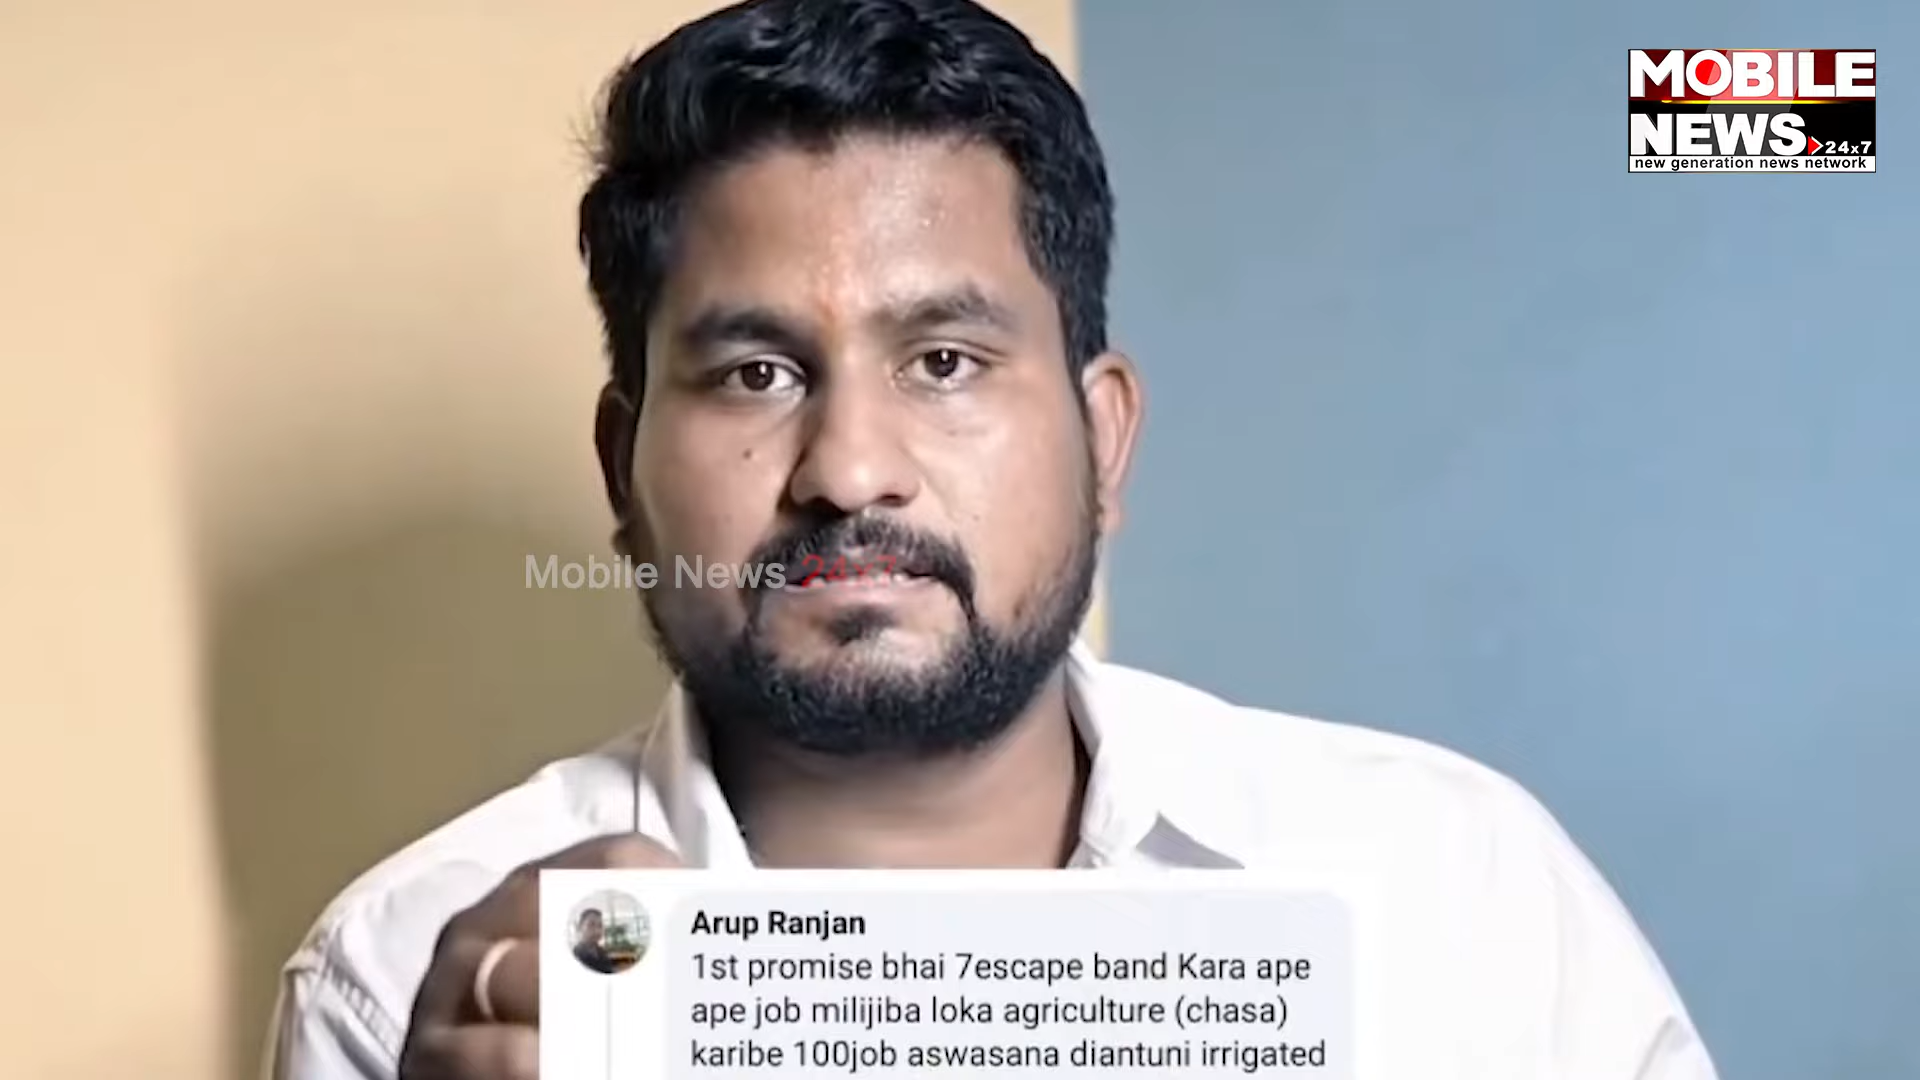 MOBILE
NEWS 24x7
new generation news network
Mobile News 24x7
Arup Ranjan
1st promise bhai 7escape band Kara ape
ape job milijiba loka agriculture (chasa)
karibe 100job aswasana diantuni irrigated